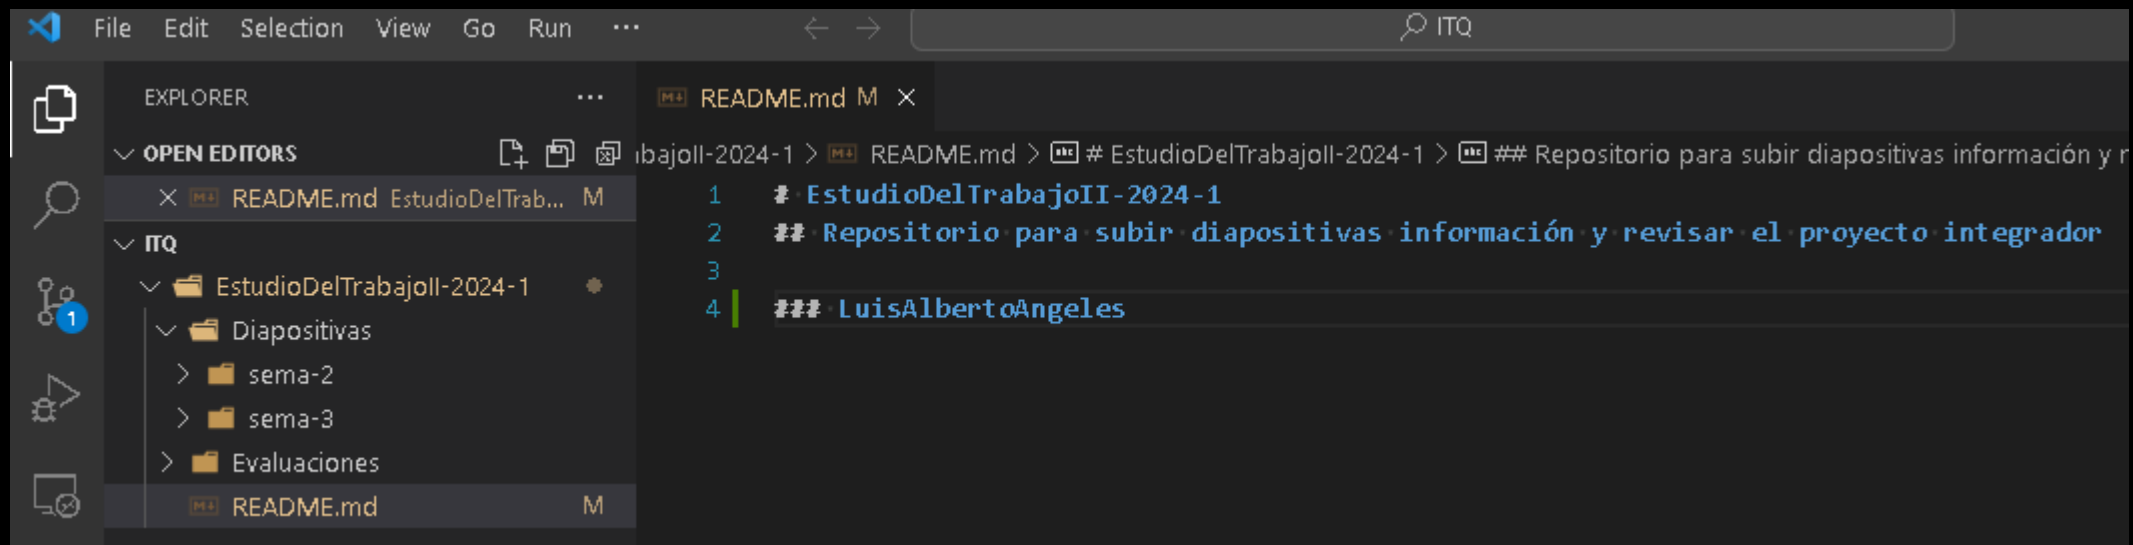 File Edit Selection View Go Run ··· ITQ
EXPLORER ···
README.md M
OPEN EDITORS
README.md EstudioDelTrab... M
ITQ
EstudioDelTrabajoII-2024-1
Diapositivas
sema-2
sema-3
Evaluaciones
README.md M
1
abajoII-2024-1 > README.md > # EstudioDelTrabajoII-2024-1 > ## Repositorio para subir diapositivas información y r
1 # EstudioDelTrabajoII-2024-1
2 ## Repositorio para subir diapositivas información y revisar el proyecto integrador
3
4 ### LuisAlbertoAngeles